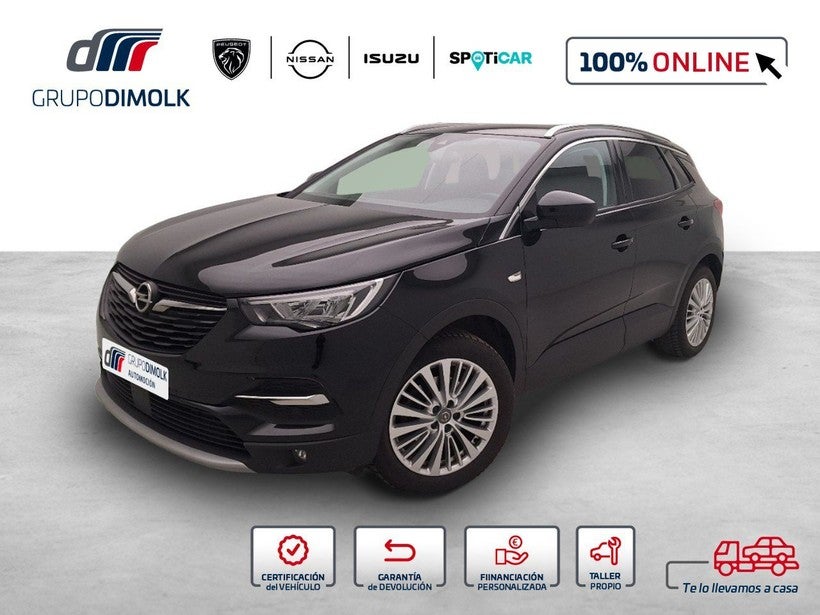 GRUPODIMOLK
PEUGEOT
NISSAN
ISUZU
SPOTiCAR
100% ONLINE
GRUPODIMOLK
AUTOMOCIÓN
CERTIFICACIÓN
del VEHÍCULO
GARANTÍA
de DEVOLUCIÓN
FIINANCIACIÓN
PERSONALIZADA
TALLER
PROPIO
Te lo llevamos a casa